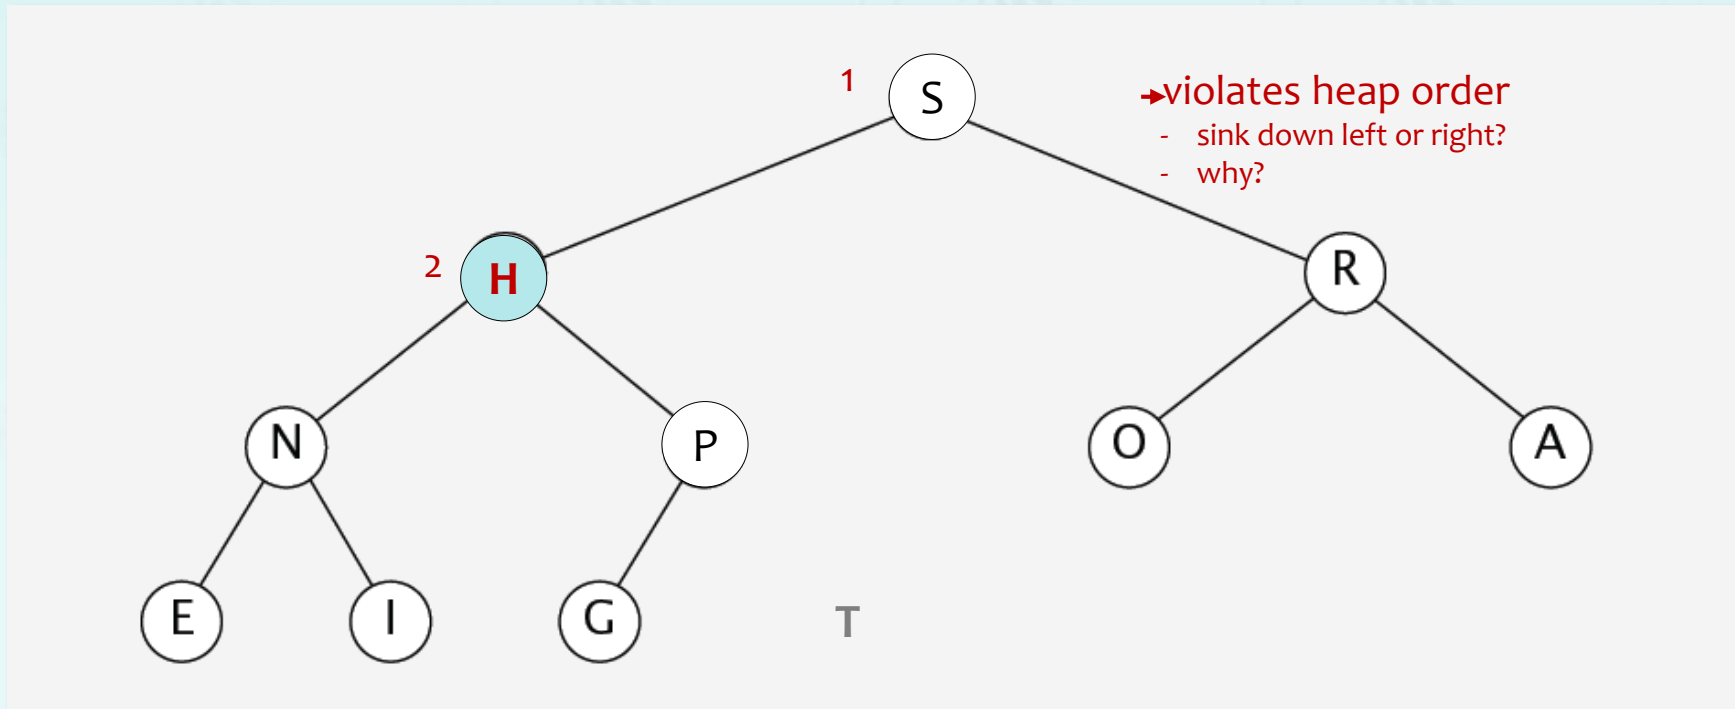 1
S
violates heap order
- sink down left or right?
- why?
2
H
R
N
P
O
A
E
I
G
T